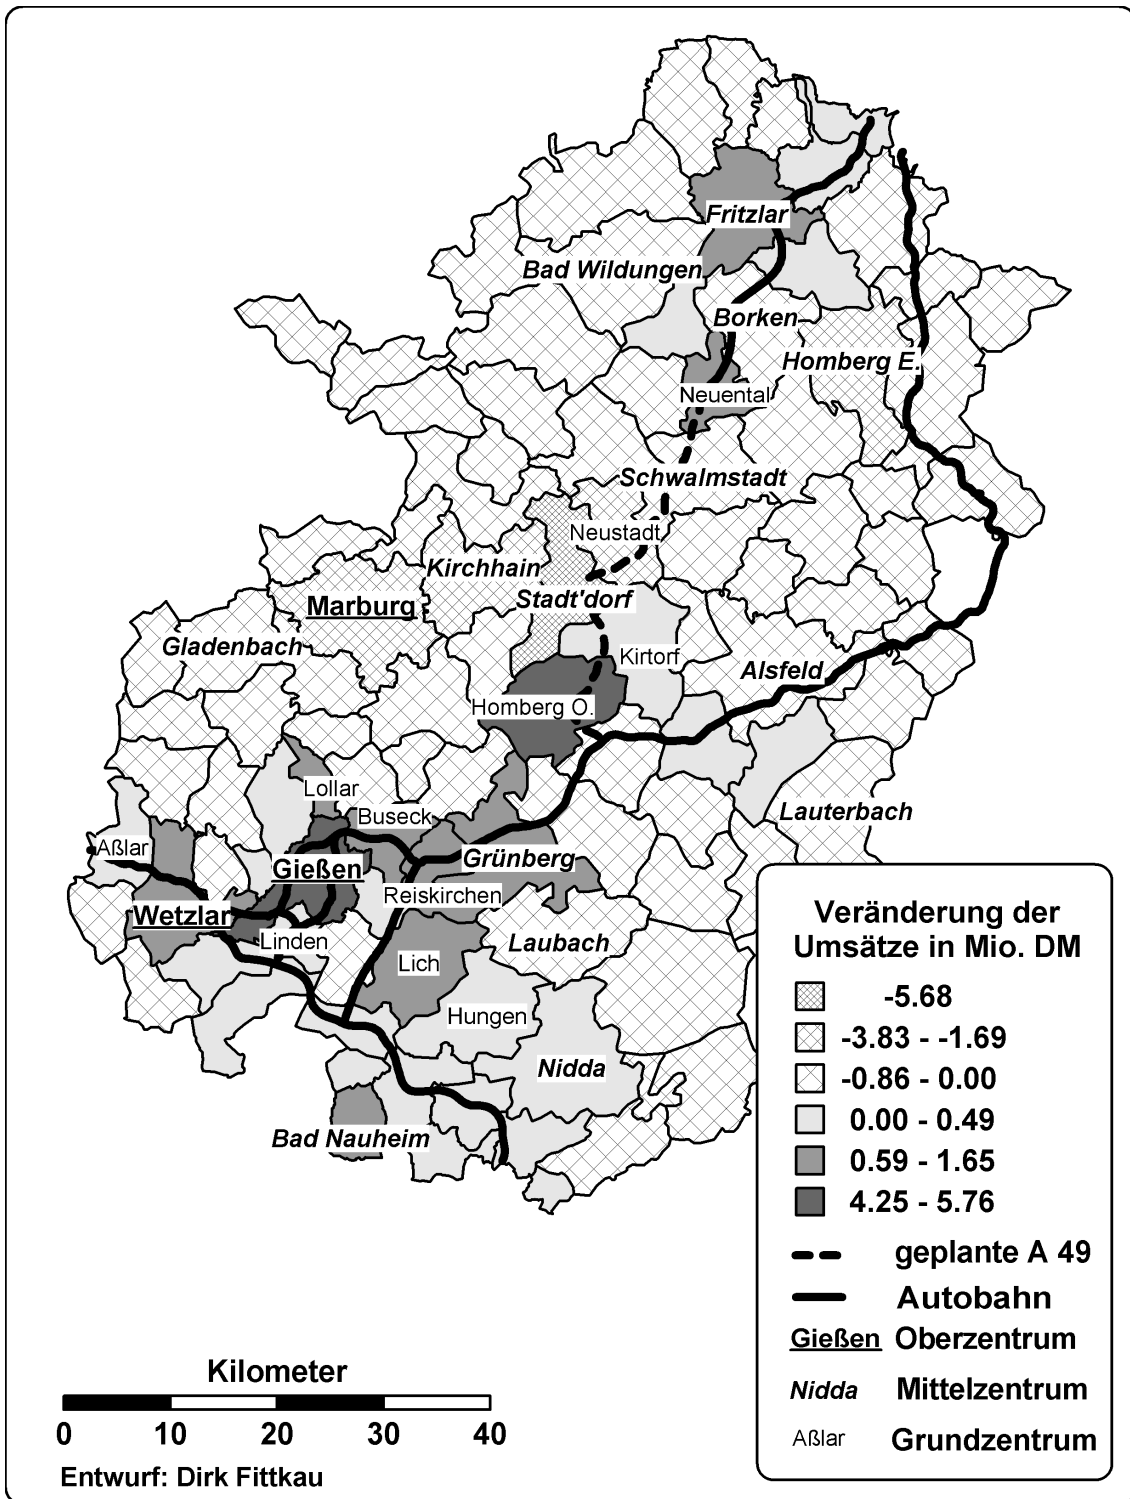 Fritzlar
Bad Wildungen
Borken
Homberg E.
Neuental
Schwalmstadt
Neustadt
Kirchhain
Stadt'dorf
Marburg
Gladenbach
Kirtorf
Alsfeld
Homberg O.
Lollar
Buseck
Lauterbach
Aßlar
Gießen
Grünberg
Reiskirchen
Wetzlar
Linden
Laubach
Lich
Hungen
Nidda
Bad Nauheim
Veränderung der
Umsätze in Mio. DM
-5.68
-3.83 - -1.69
-0.86 - 0.00
0.00 - 0.49
0.59 - 1.65
4.25 - 5.76
geplante A 49
Autobahn
Gießen Oberzentrum
Nidda Mittelzentrum
Aßlar Grundzentrum
Kilometer
0 10 20 30 40
Entwurf: Dirk Fittkau